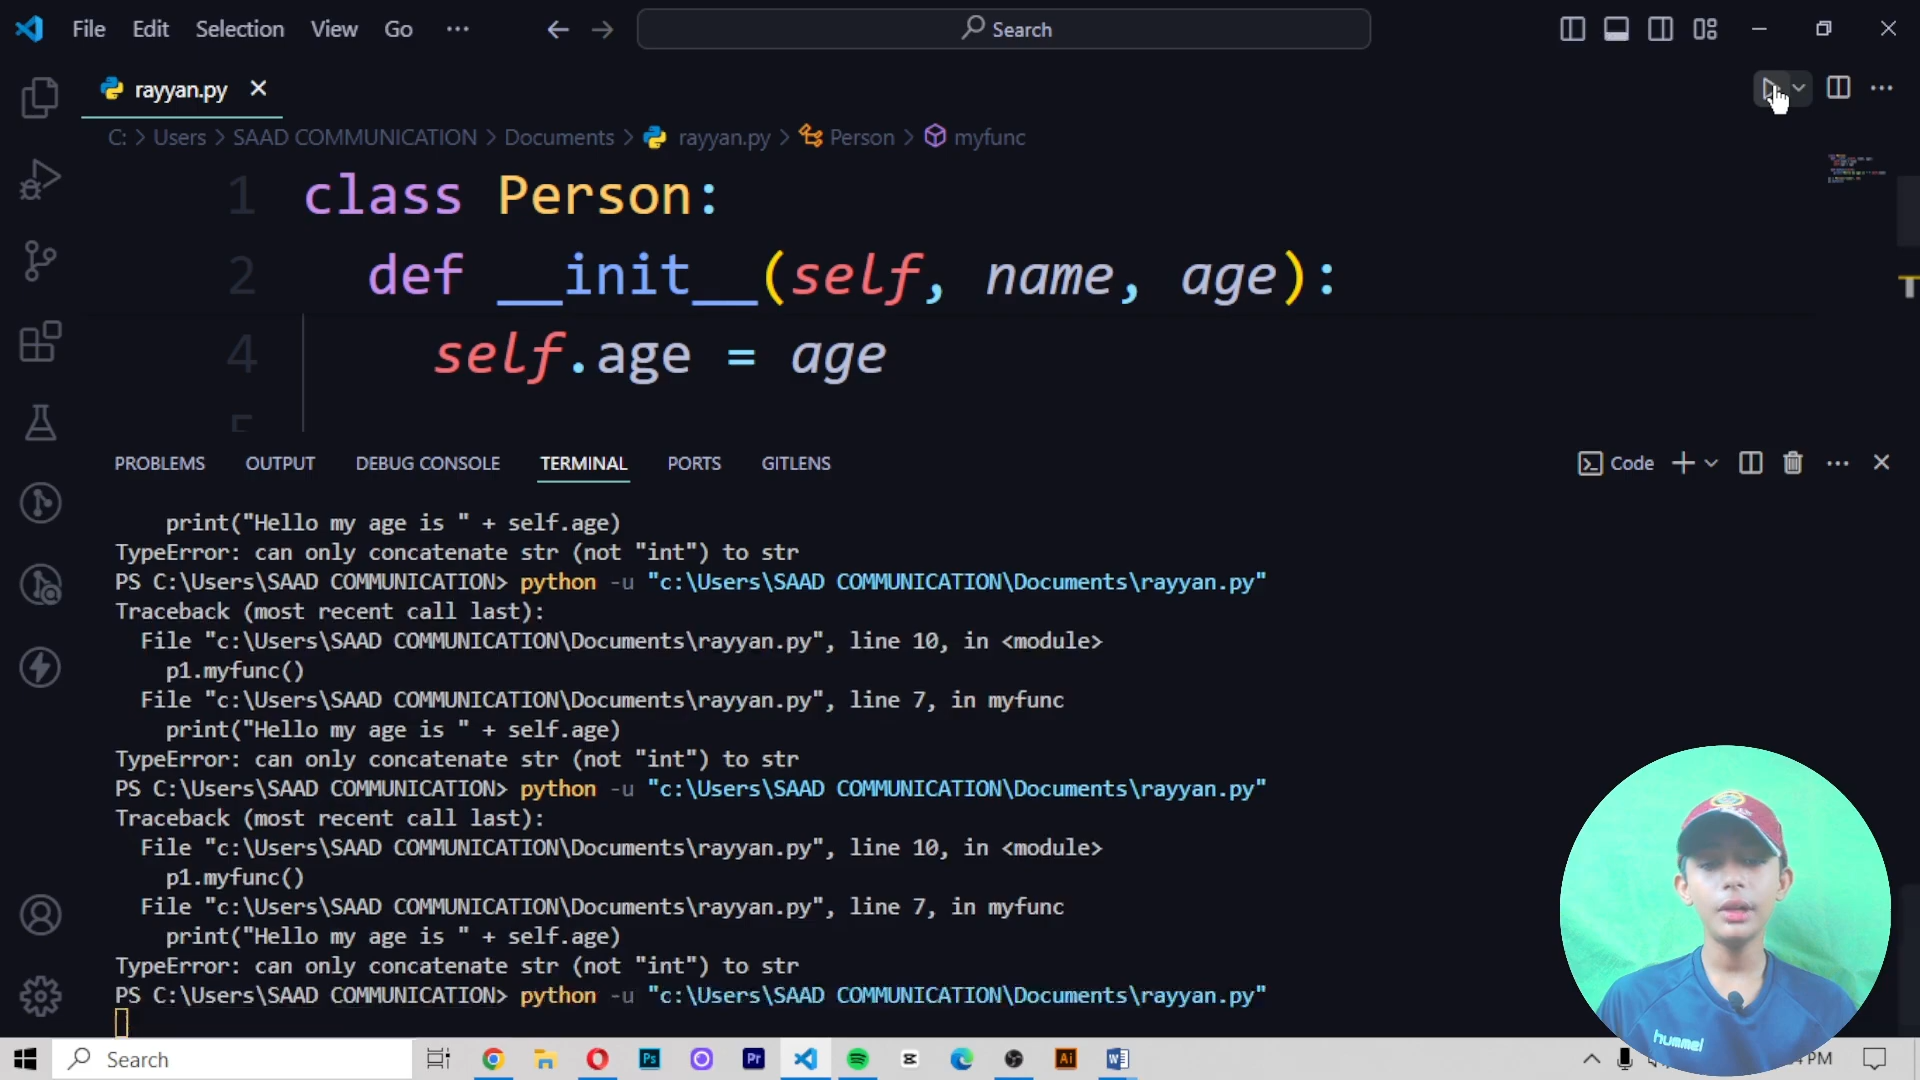 File Edit Selection View Go ··· Search
rayyan.py
C: > Users > SAAD COMMUNICATION > Documents > rayyan.py > Person > myfunc
1 class Person:
2 def __init__(self, name, age):
4 self.age = age
5
PROBLEMS OUTPUT DEBUG CONSOLE TERMINAL PORTS GITLENS Code
print("Hello my age is " + self.age)
TypeError: can only concatenate str (not "int") to str
PS C:\Users\SAAD COMMUNICATION> python -u "c:\Users\SAAD COMMUNICATION\Documents\rayyan.py"
Traceback (most recent call last):
File "c:\Users\SAAD COMMUNICATION\Documents\rayyan.py", line 10, in <module>
p1.myfunc()
File "c:\Users\SAAD COMMUNICATION\Documents\rayyan.py", line 7, in myfunc
print("Hello my age is " + self.age)
TypeError: can only concatenate str (not "int") to str
PS C:\Users\SAAD COMMUNICATION> python -u "c:\Users\SAAD COMMUNICATION\Documents\rayyan.py"
Traceback (most recent call last):
File "c:\Users\SAAD COMMUNICATION\Documents\rayyan.py", line 10, in <module>
p1.myfunc()
File "c:\Users\SAAD COMMUNICATION\Documents\rayyan.py", line 7, in myfunc
print("Hello my age is " + self.age)
TypeError: can only concatenate str (not "int") to str
PS C:\Users\SAAD COMMUNICATION> python -u "c:\Users\SAAD COMMUNICATION\Documents\rayyan.py"
hummel
Search Ps Pr Ai PM